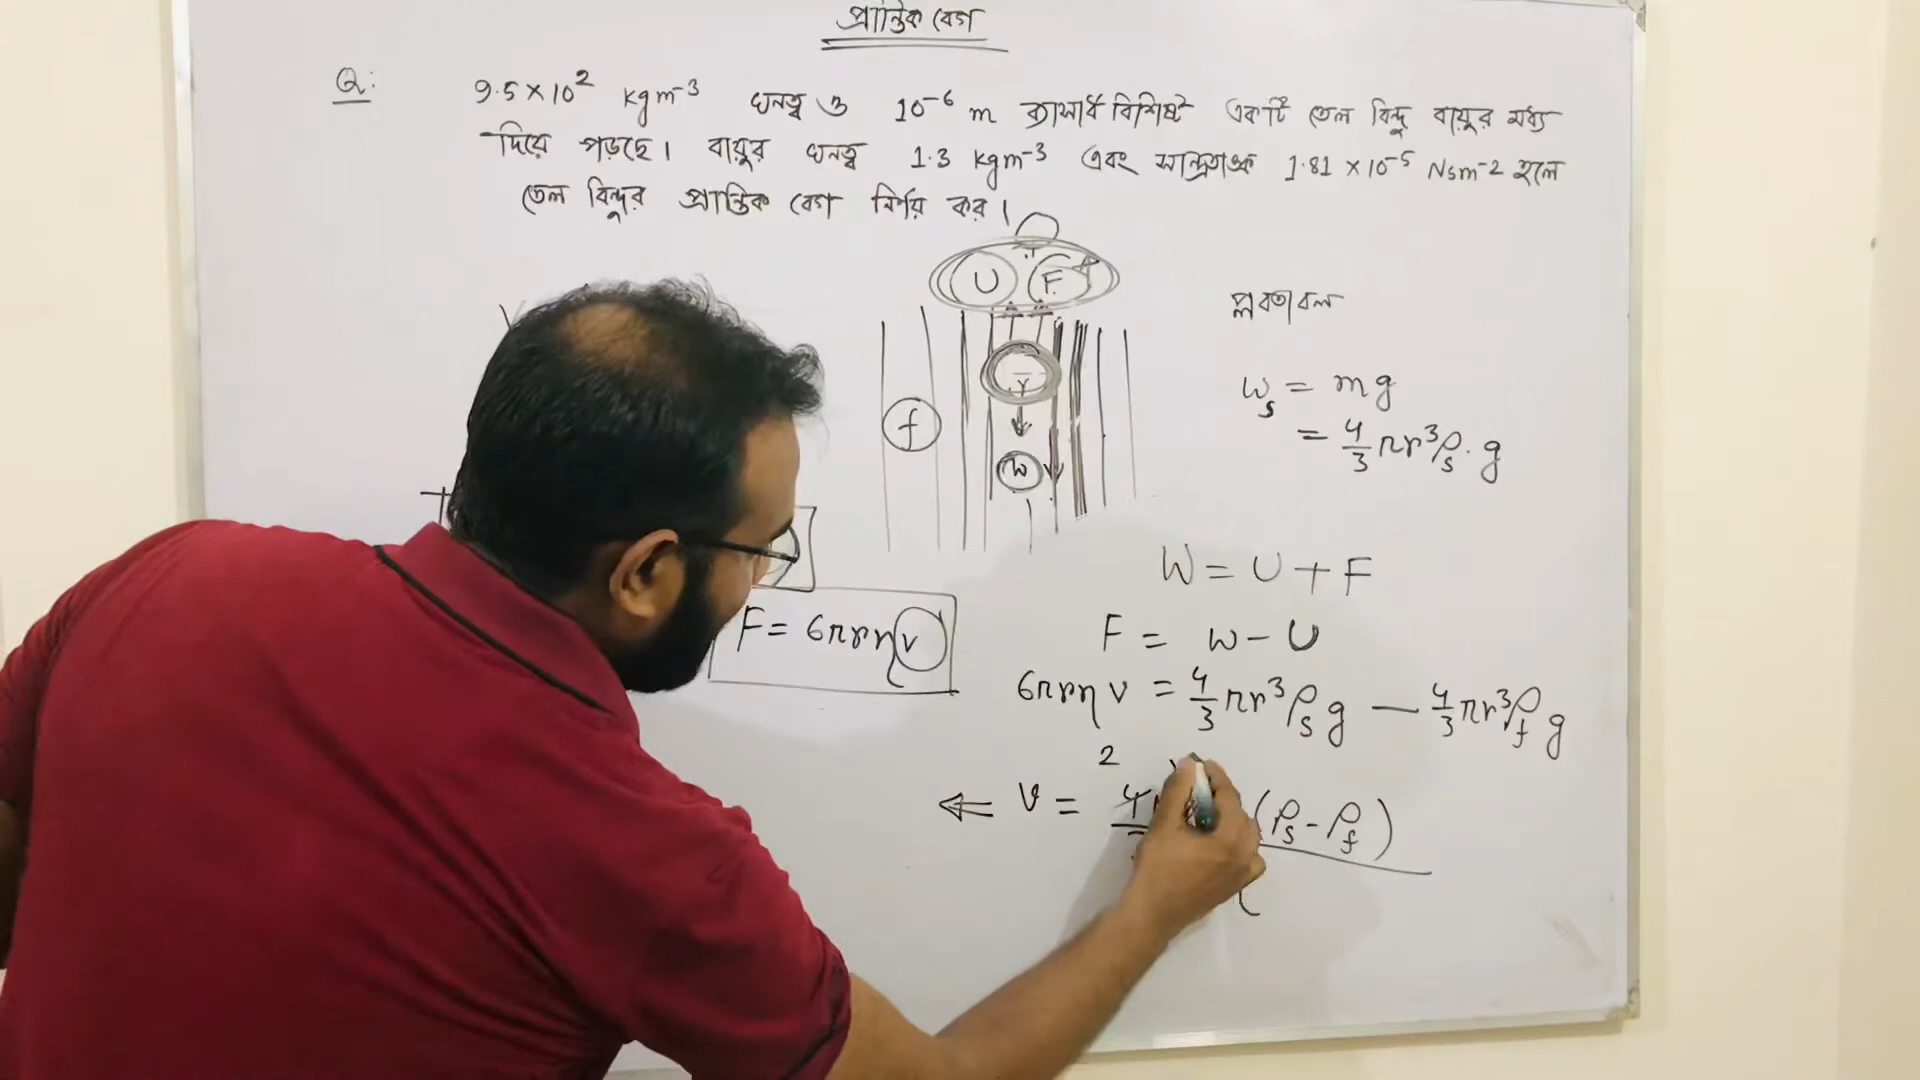 প্রান্তিক বেগ
Q: 9.5×10² kgm⁻³ ঘনত্ব ও 10⁻⁶ m ব্যাসার্ধ বিশিষ্ট একটি তেল বিন্দু বায়ুর মধ্য
দিয়ে পড়ছে। বায়ুর ঘনত্ব 1.3 kgm⁻³ এবং সান্দ্রতাঙ্ক 1.81×10⁻⁵ Nsm⁻² হলে
তেল বিন্দুর প্রান্তিক বেগ নির্ণয় কর।
U F
r
f
W
প্লবতা বল
Ws = mg
= 4/3 πr³ρs.g
W = U + F
F = 6πrηv
F = W − U
6πrηv = 4/3 πr³ρs g − 4/3 πr³ρf g
2
⇐ v = 4 (ρs − ρf)